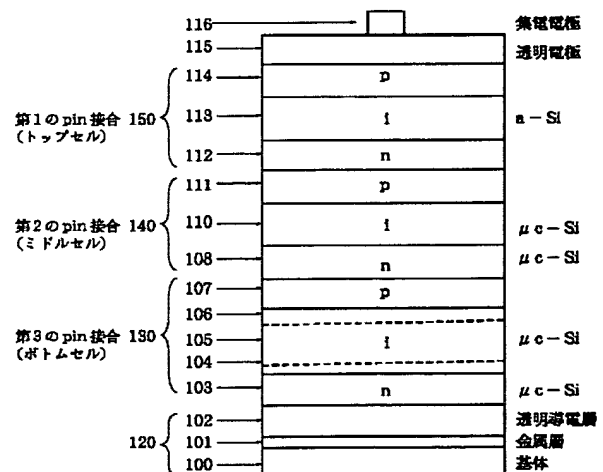 116 集電電極
115 透明電極
114 p
第1のpin接合 150 113 i a-Si
(トップセル)
112 n
111 p
第2のpin接合 140 110 i μc-Si
(ミドルセル)
108 n μc-Si
107 p
106
第3のpin接合 130 105 i μc-Si
(ボトムセル)
104
103 n μc-Si
102 透明導電層
120 101 金属層
100 基体